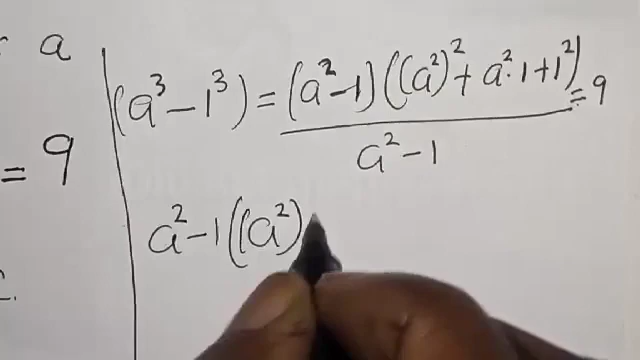 a
= 9
(a³ - 1³) = (a² - 1)((a²)² + a²·1 + 1²) = 9
a² - 1
a² - 1((a²)